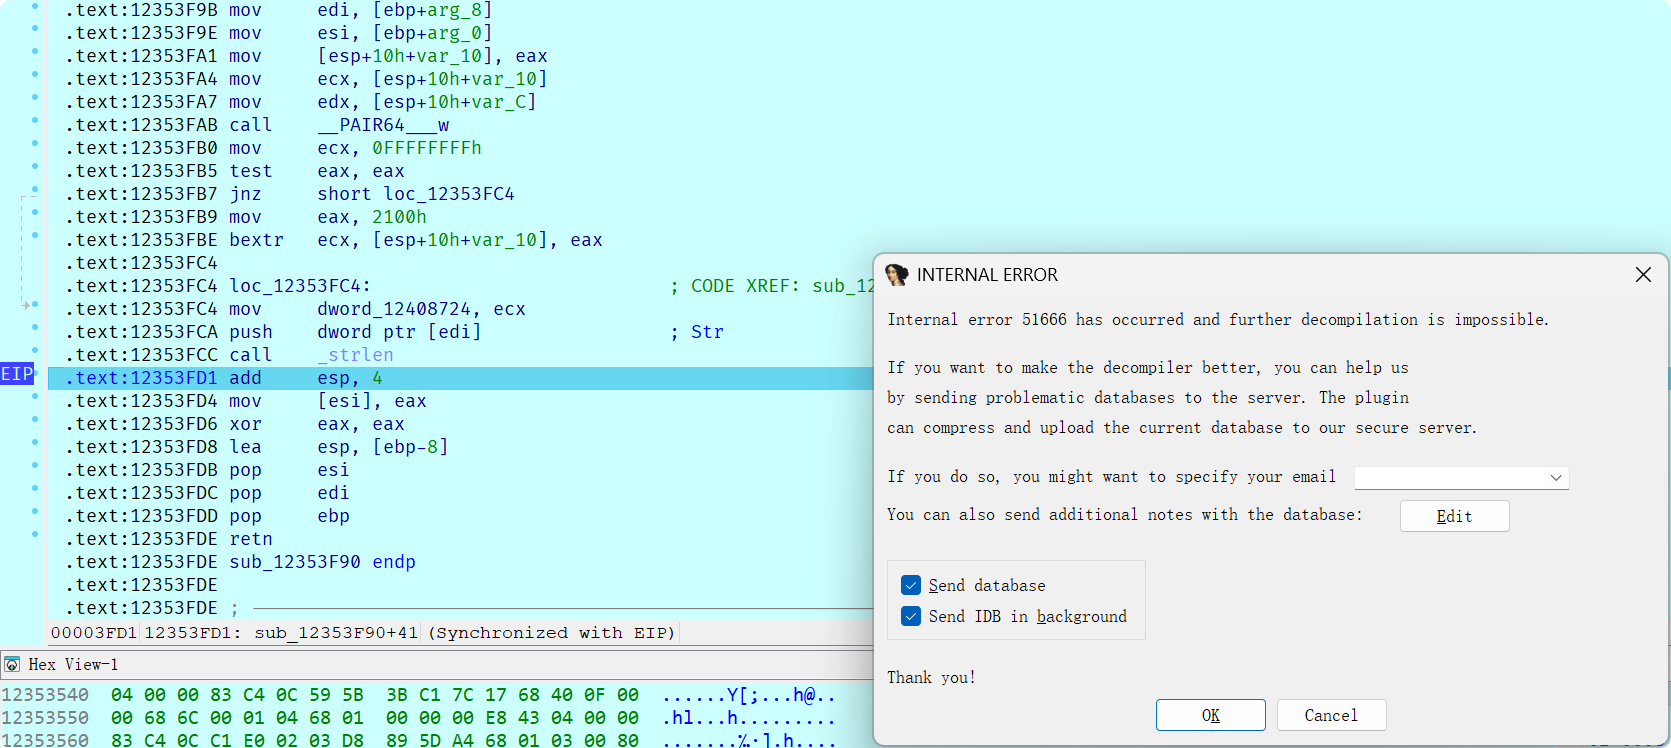 .text:12353F9B mov     edi, [ebp+arg_8]
.text:12353F9E mov     esi, [ebp+arg_0]
.text:12353FA1 mov     [esp+10h+var_10], eax
.text:12353FA4 mov     ecx, [esp+10h+var_10]
.text:12353FA7 mov     edx, [esp+10h+var_C]
.text:12353FAB call    __PAIR64___w
.text:12353FB0 mov     ecx, 0FFFFFFFFh
.text:12353FB5 test    eax, eax
.text:12353FB7 jnz     short loc_12353FC4
.text:12353FB9 mov     eax, 2100h
.text:12353FBE bextr   ecx, [esp+10h+var_10], eax
.text:12353FC4
.text:12353FC4 loc_12353FC4:                           ; CODE XREF: sub_12
.text:12353FC4 mov     dword_12408724, ecx
.text:12353FCA push    dword ptr [edi]                 ; Str
.text:12353FCC call    _strlen
EIP .text:12353FD1 add     esp, 4
.text:12353FD4 mov     [esi], eax
.text:12353FD6 xor     eax, eax
.text:12353FD8 lea     esp, [ebp-8]
.text:12353FDB pop     esi
.text:12353FDC pop     edi
.text:12353FDD pop     ebp
.text:12353FDE retn
.text:12353FDE sub_12353F90 endp
.text:12353FDE
.text:12353FDE ;
00003FD1 12353FD1: sub_12353F90+41 (Synchronized with EIP)
Hex View-1
12353540  04 00 00 83 C4 0C 59 5B  3B C1 7C 17 68 40 0F 00  ......Y[;...h@..
12353550  00 68 6C 00 01 04 68 01  00 00 00 E8 43 04 00 00  .hl...h.........
12353560  83 C4 0C C1 E0 02 03 D8  89 5D A4 68 01 03 00 80
INTERNAL ERROR
Internal error 51666 has occurred and further decompilation is impossible.
If you want to make the decompiler better, you can help us
by sending problematic databases to the server. The plugin
can compress and upload the current database to our secure server.
If you do so, you might want to specify your email
You can also send additional notes with the database:
Edit
Send database
Send IDB in background
Thank you!
OK
Cancel